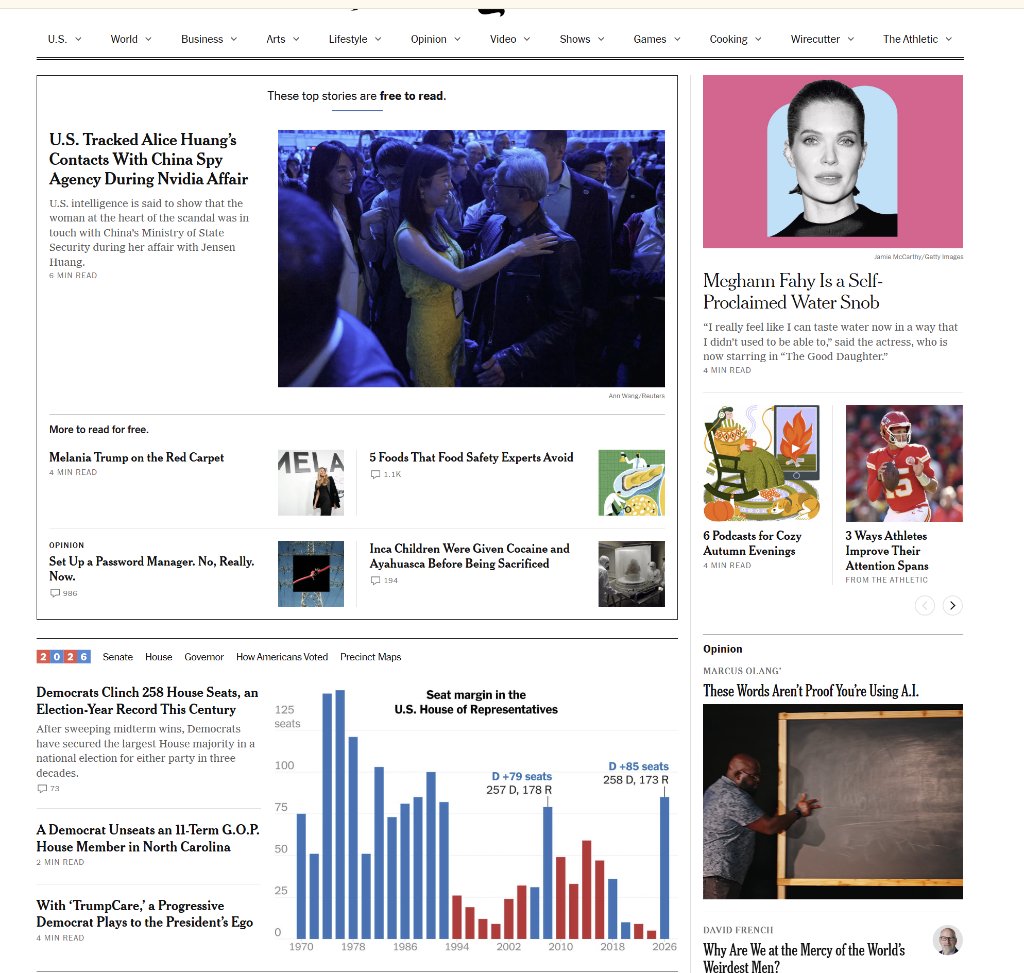 U.S.
World
Business
Arts
Lifestyle
Opinion
Video
Shows
Games
Cooking
Wirecutter
The Athletic
These top stories are free to read.
U.S. Tracked Alice Huang's
Contacts With China Spy
Agency During Nvidia Affair
U.S. intelligence is said to show that the
woman at the heart of the scandal was in
touch with China's Ministry of State
Security during her affair with Jensen
Huang.
6 MIN READ
Ann Wang/Reuters
More to read for free.
Melania Trump on the Red Carpet
4 MIN READ
MELA
5 Foods That Food Safety Experts Avoid
1.1K
OPINION
Set Up a Password Manager. No, Really.
Now.
986
Inca Children Were Given Cocaine and
Ayahuasca Before Being Sacrificed
194
Jamie McCarthy/Getty Images
Meghann Fahy Is a Self-
Proclaimed Water Snob
“I really feel like I can taste water now in a way that
I didn't used to be able to,” said the actress, who is
now starring in “The Good Daughter.”
4 MIN READ
6 Podcasts for Cozy
Autumn Evenings
4 MIN READ
15
3 Ways Athletes
Improve Their
Attention Spans
FROM THE ATHLETIC
2026
Senate
House
Governor
How Americans Voted
Precinct Maps
Democrats Clinch 258 House Seats, an
Election-Year Record This Century
After sweeping midterm wins, Democrats
have secured the largest House majority in a
national election for either party in three
decades.
73
A Democrat Unseats an 11-Term G.O.P.
House Member in North Carolina
2 MIN READ
With ‘TrumpCare,’ a Progressive
Democrat Plays to the President's Ego
4 MIN READ
Seat margin in the
U.S. House of Representatives
125
seats
100
75
50
25
0
D +79 seats
257 D, 178 R
D +85 seats
258 D, 173 R
1970
1978
1986
1994
2002
2010
2018
2026
Opinion
MARCUS OLANG'
These Words Aren't Proof You're Using A.I.
DAVID FRENCH
Why Are We at the Mercy of the World's
Weirdest Men?